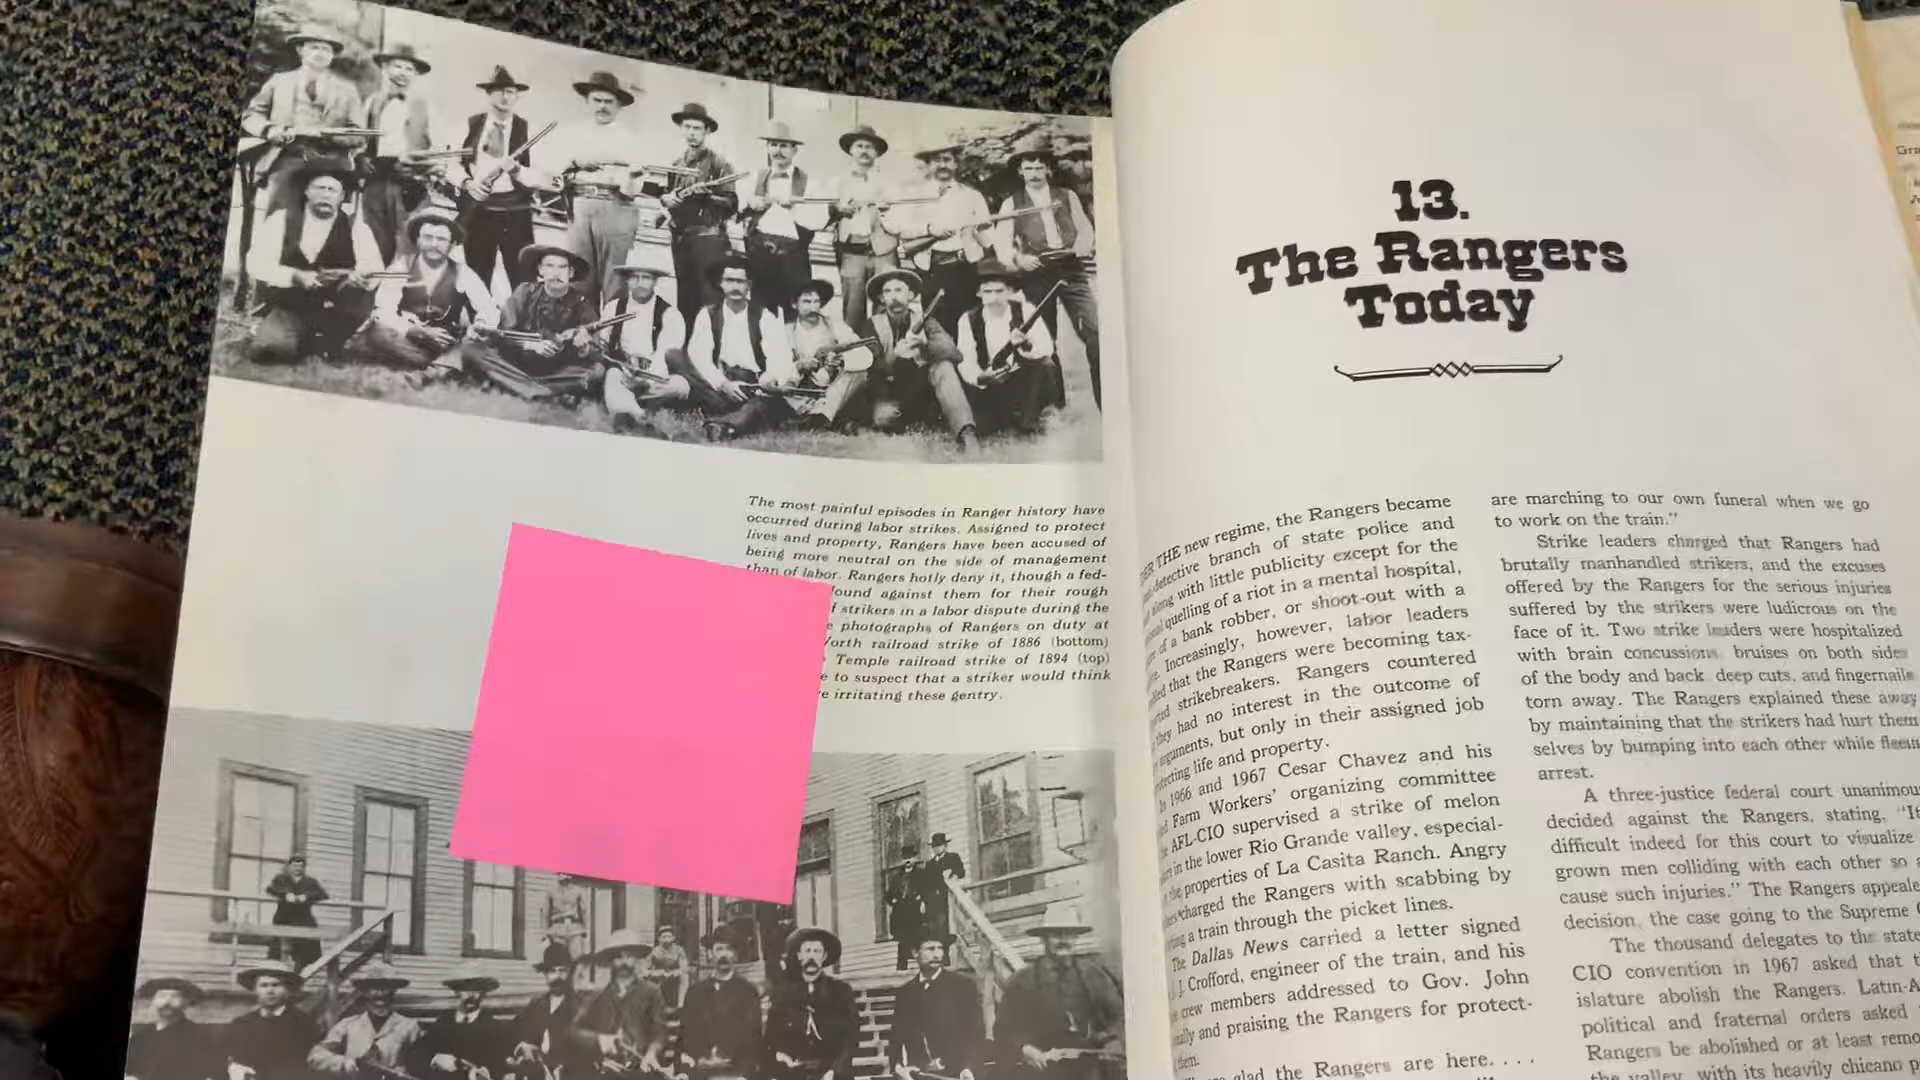 The most painful episodes in Ranger history have
occurred during labor strikes. Assigned to protect
lives and property, Rangers have been accused of
being more neutral on the side of management
than of labor. Rangers hotly deny it, though a fed-
ound against them for their rough
f strikers in a labor dispute during the
e photographs of Rangers on duty at
orth railroad strike of 1886 (bottom)
Temple railroad strike of 1894 (top)
e to suspect that a striker would think
e irritating these gentry.
13.
The Rangers
Today
THE new regime, the Rangers became
detective branch of state police and
along with little publicity except for the
quelling of a riot in a mental hospital,
of a bank robber, or shoot-out with a
Increasingly, however, labor leaders
that the Rangers were becoming tax-
strikebreakers. Rangers countered
they had no interest in the outcome of
arguments, but only in their assigned job
protecting life and property.
In 1966 and 1967 Cesar Chavez and his
Farm Workers' organizing committee
AFL-CIO supervised a strike of melon
in the lower Rio Grande valley, especial-
the properties of La Casita Ranch. Angry
charged the Rangers with scabbing by
a train through the picket lines.
The Dallas News carried a letter signed
J. Crofford, engineer of the train, and his
crew members addressed to Gov. John
and praising the Rangers for protect-
them.
glad the Rangers are here. . . .
are marching to our own funeral when we go
to work on the train."
Strike leaders charged that Rangers had
brutally manhandled strikers, and the excuses
offered by the Rangers for the serious injuries
suffered by the strikers were ludicrous on the
face of it. Two strike leaders were hospitalized
with brain concussions, bruises on both sides
of the body and back, deep cuts, and fingernails
torn away. The Rangers explained these away
by maintaining that the strikers had hurt them-
selves by bumping into each other while fleeing
arrest.
A three-justice federal court unanimou
decided against the Rangers, stating, "It
difficult indeed for this court to visualize
grown men colliding with each other so a
cause such injuries." The Rangers appeale
decision, the case going to the Supreme
The thousand delegates to the state
CIO convention in 1967 asked that t
islature abolish the Rangers. Latin-A
political and fraternal orders asked
Rangers be abolished or at least remo
the valley, with its heavily chicano p
Gra